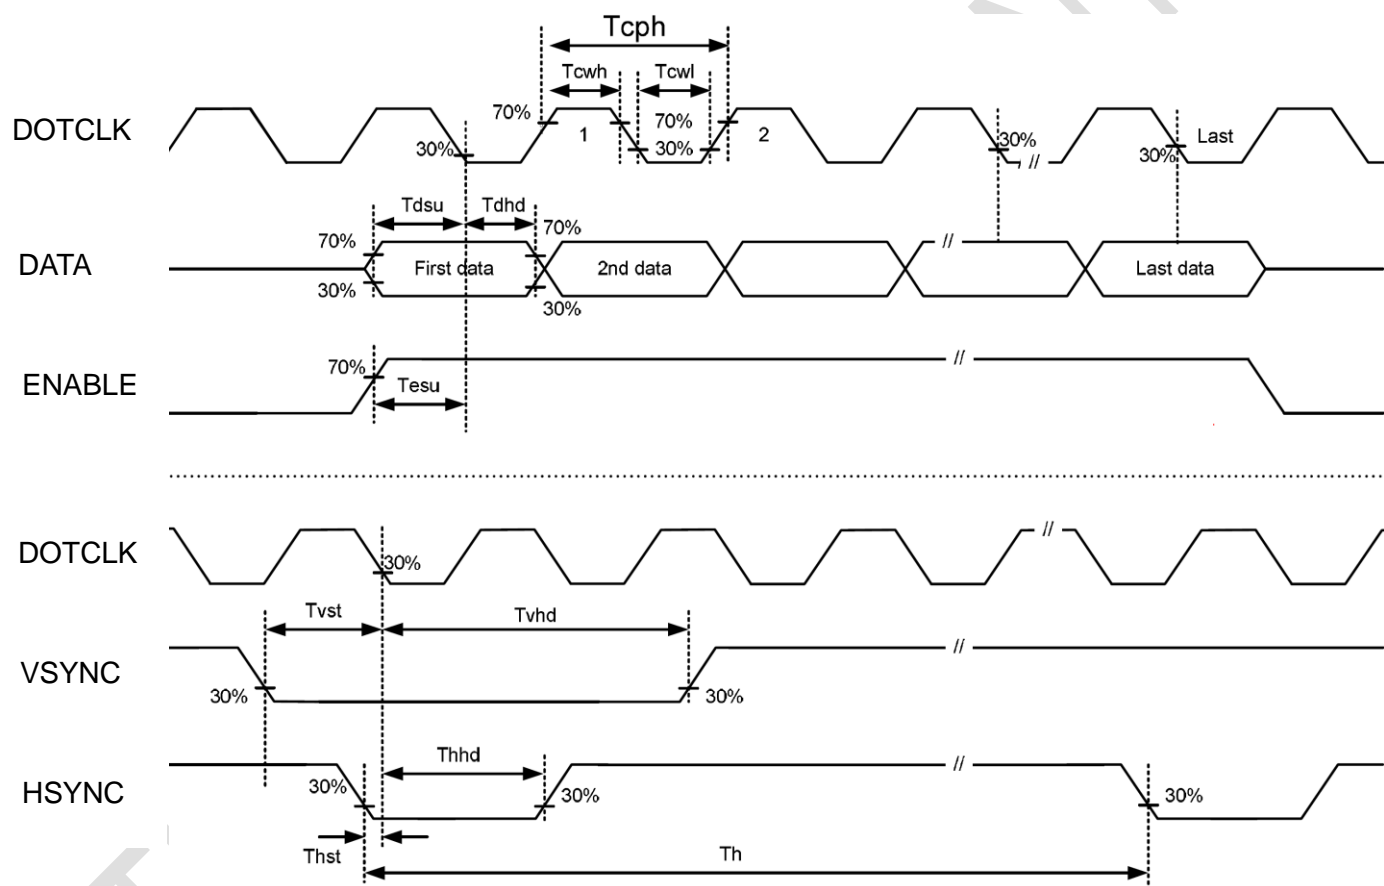 Tcph
Tcwh Tcwl
DOTCLK 70% 30% 1 70% 30% 2 30% // 30% Last
Tdsu Tdhd
DATA 70% 30% First data 70% 30% 2nd data // Last data
ENABLE 70% Tesu //
DOTCLK 30% //
Tvst Tvhd
VSYNC 30% 30% //
Thhd
HSYNC 30% 30% // 30%
Thst Th